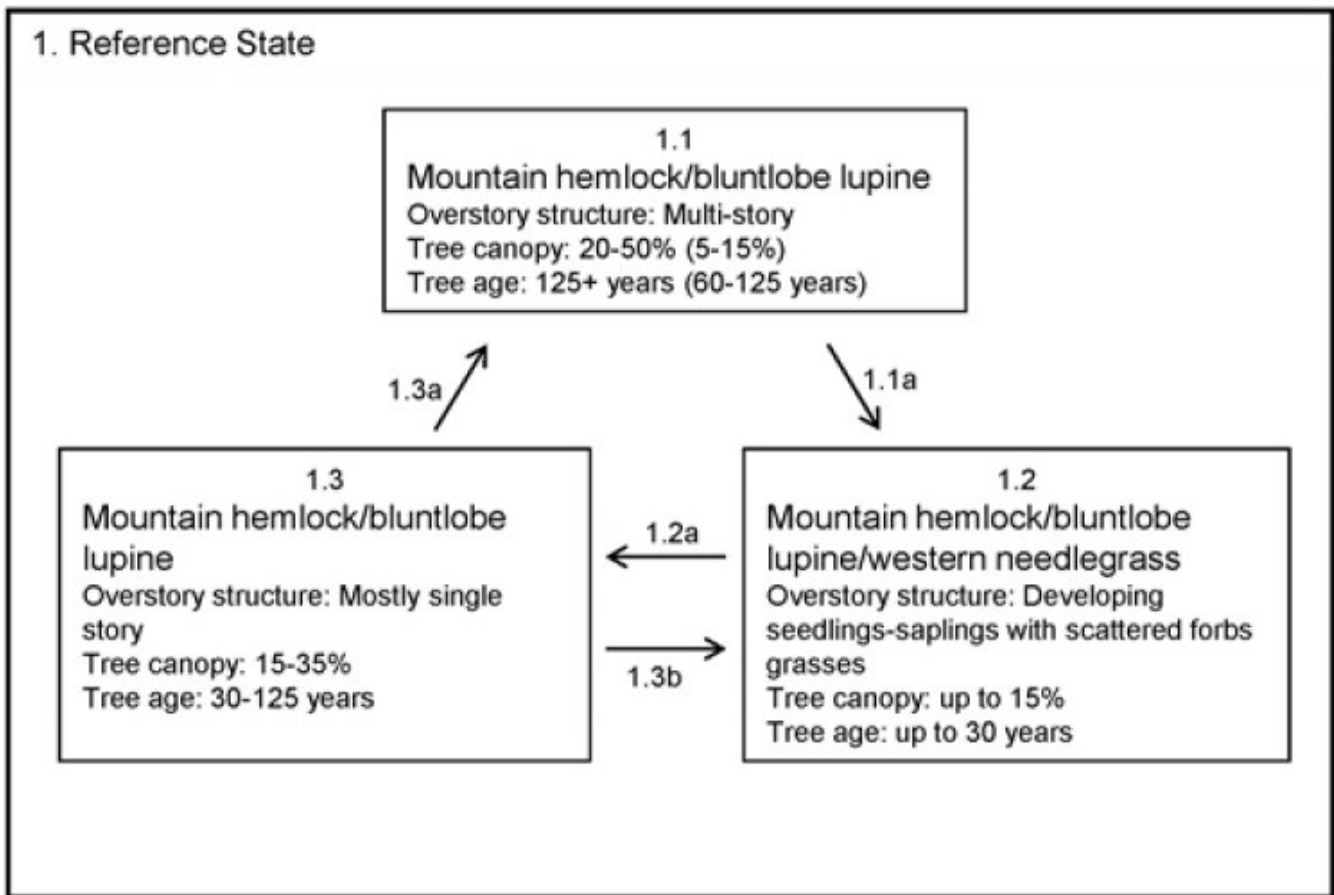 1. Reference State
1.1
Mountain hemlock/bluntlobe lupine
Overstory structure: Multi-story
Tree canopy: 20-50% (5-15%)
Tree age: 125+ years (60-125 years)
1.3a
1.1a
1.3
Mountain hemlock/bluntlobe
lupine
Overstory structure: Mostly single
story
Tree canopy: 15-35%
Tree age: 30-125 years
1.2a
1.3b
1.2
Mountain hemlock/bluntlobe
lupine/western needlegrass
Overstory structure: Developing
seedlings-saplings with scattered forbs
grasses
Tree canopy: up to 15%
Tree age: up to 30 years